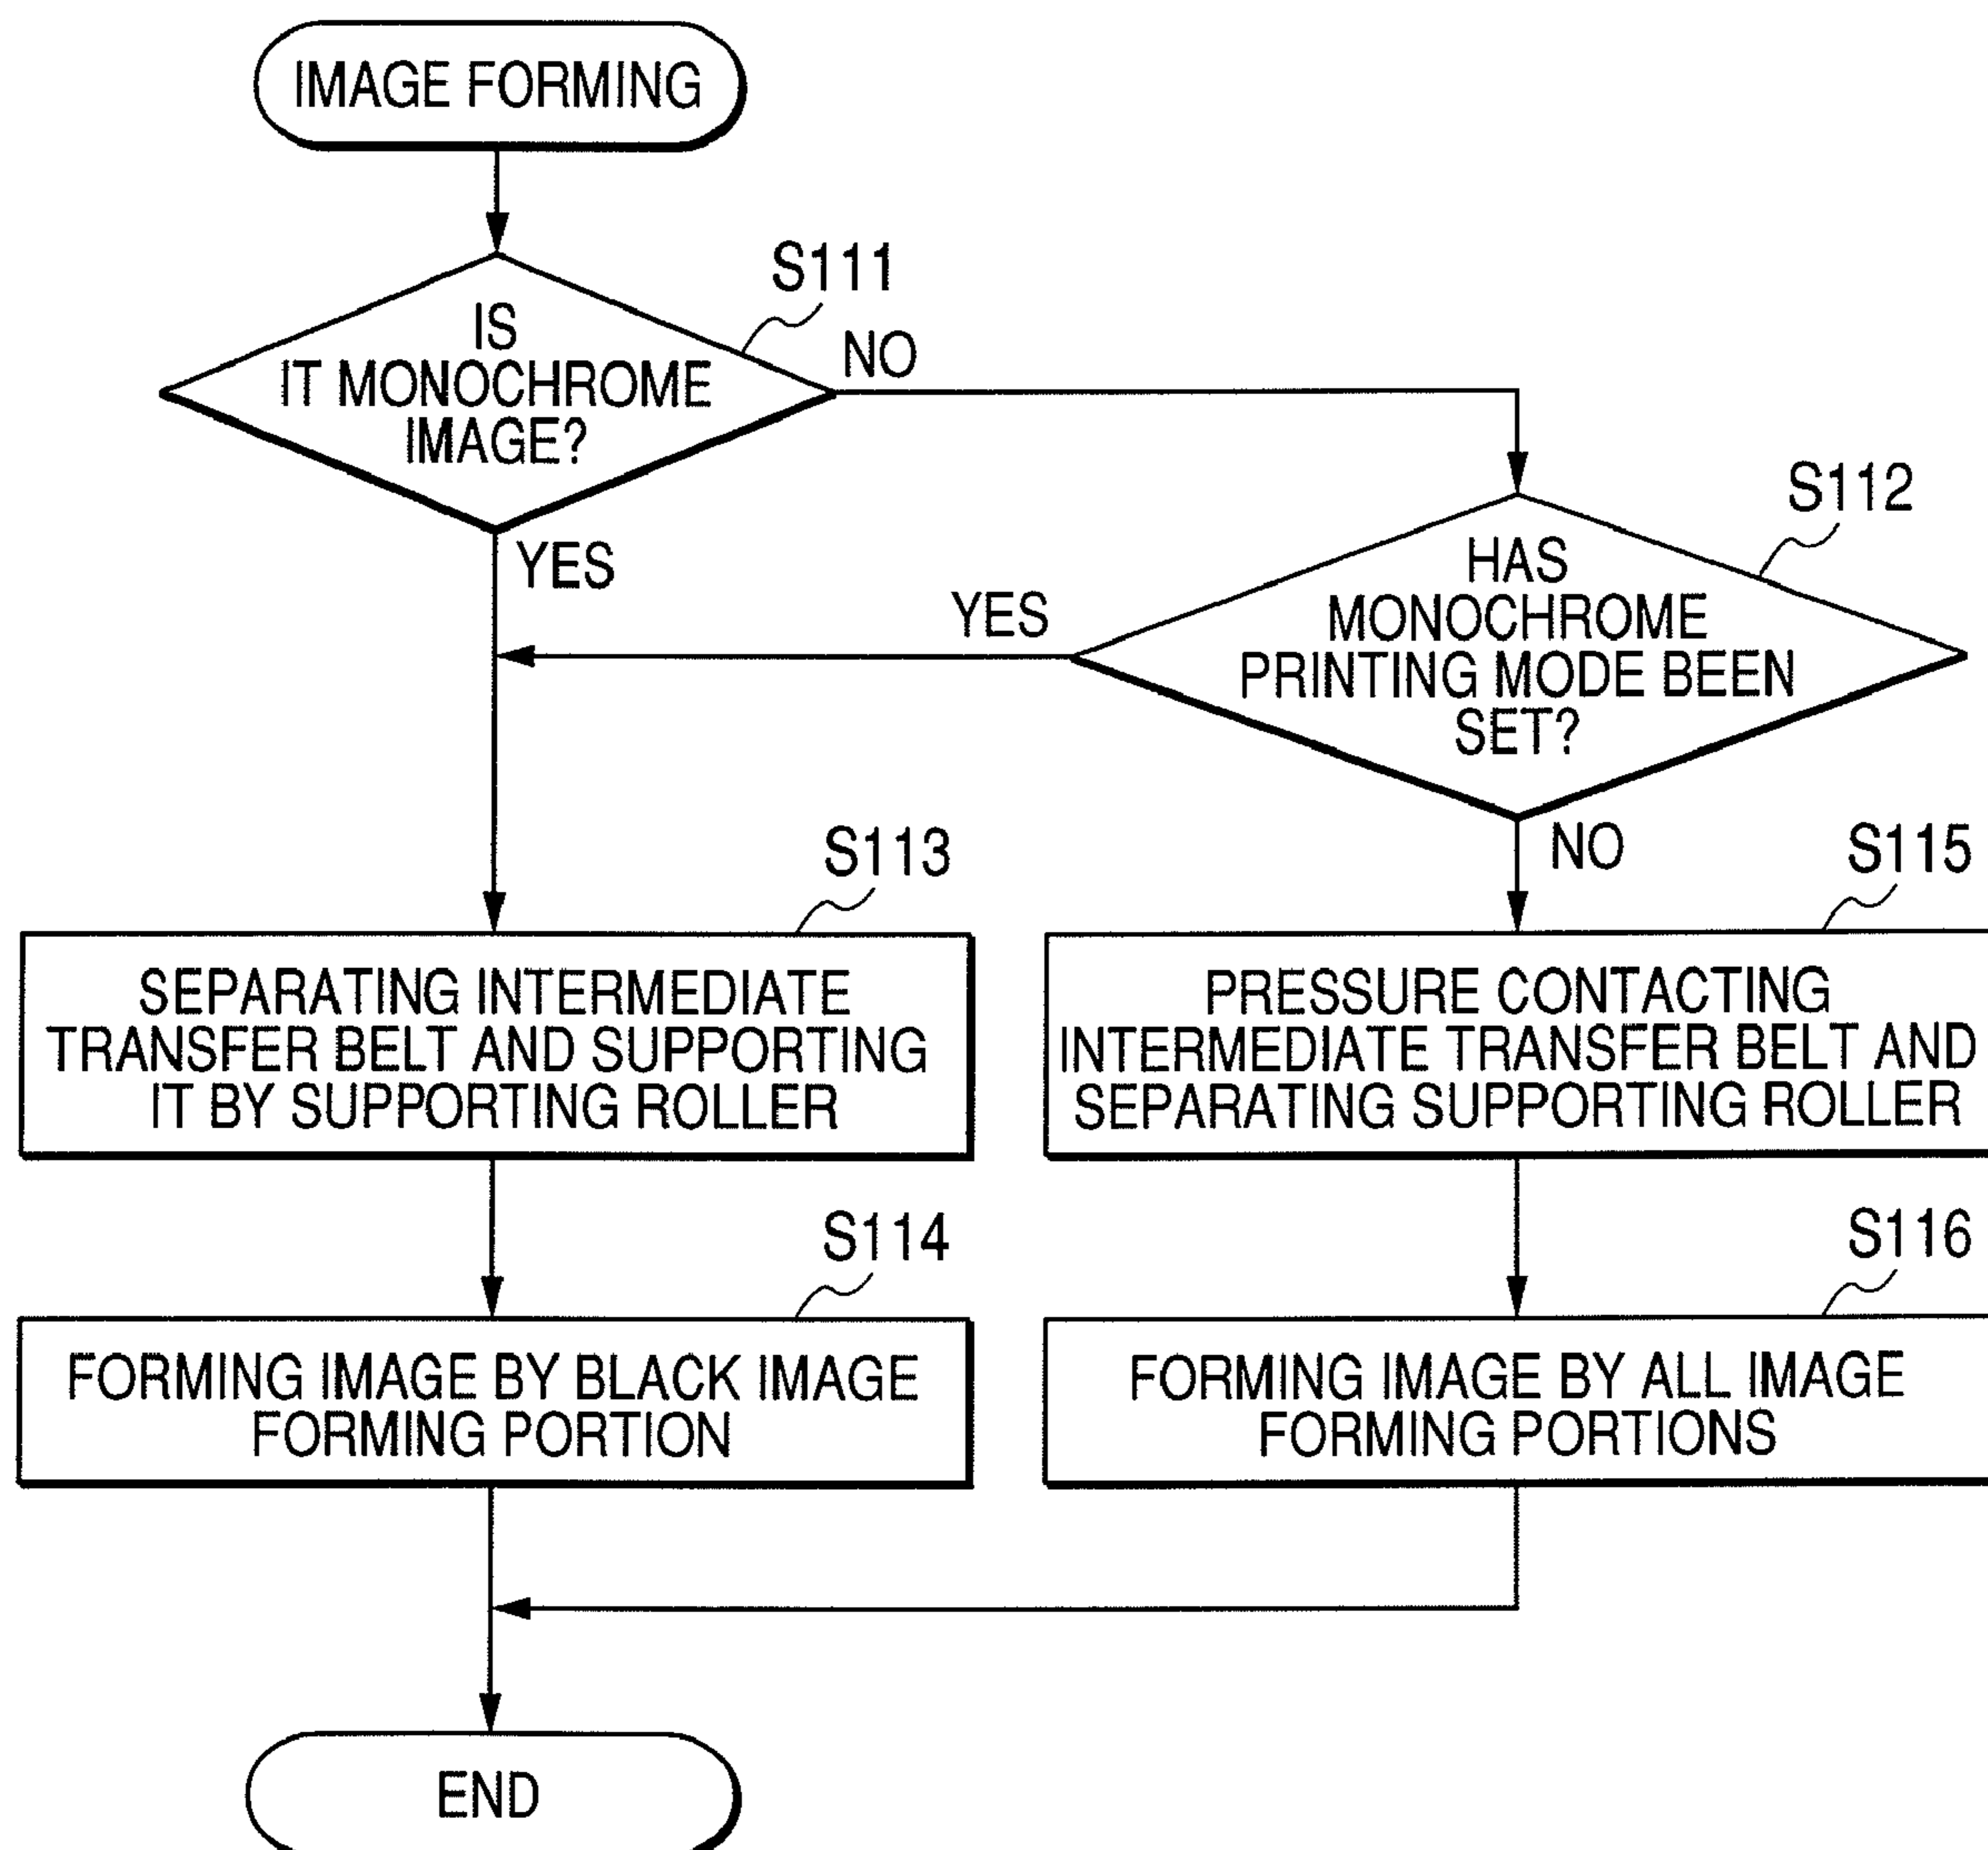 IMAGE FORMING
S111
IS
IT MONOCHROME
IMAGE?
NO
YES
S112
HAS
MONOCHROME
PRINTING MODE BEEN
SET?
YES
NO
S113
SEPARATING INTERMEDIATE
TRANSFER BELT AND SUPPORTING
IT BY SUPPORTING ROLLER
S115
PRESSURE CONTACTING
INTERMEDIATE TRANSFER BELT AND
SEPARATING SUPPORTING ROLLER
S114
FORMING IMAGE BY BLACK IMAGE
FORMING PORTION
S116
FORMING IMAGE BY ALL IMAGE
FORMING PORTIONS
END